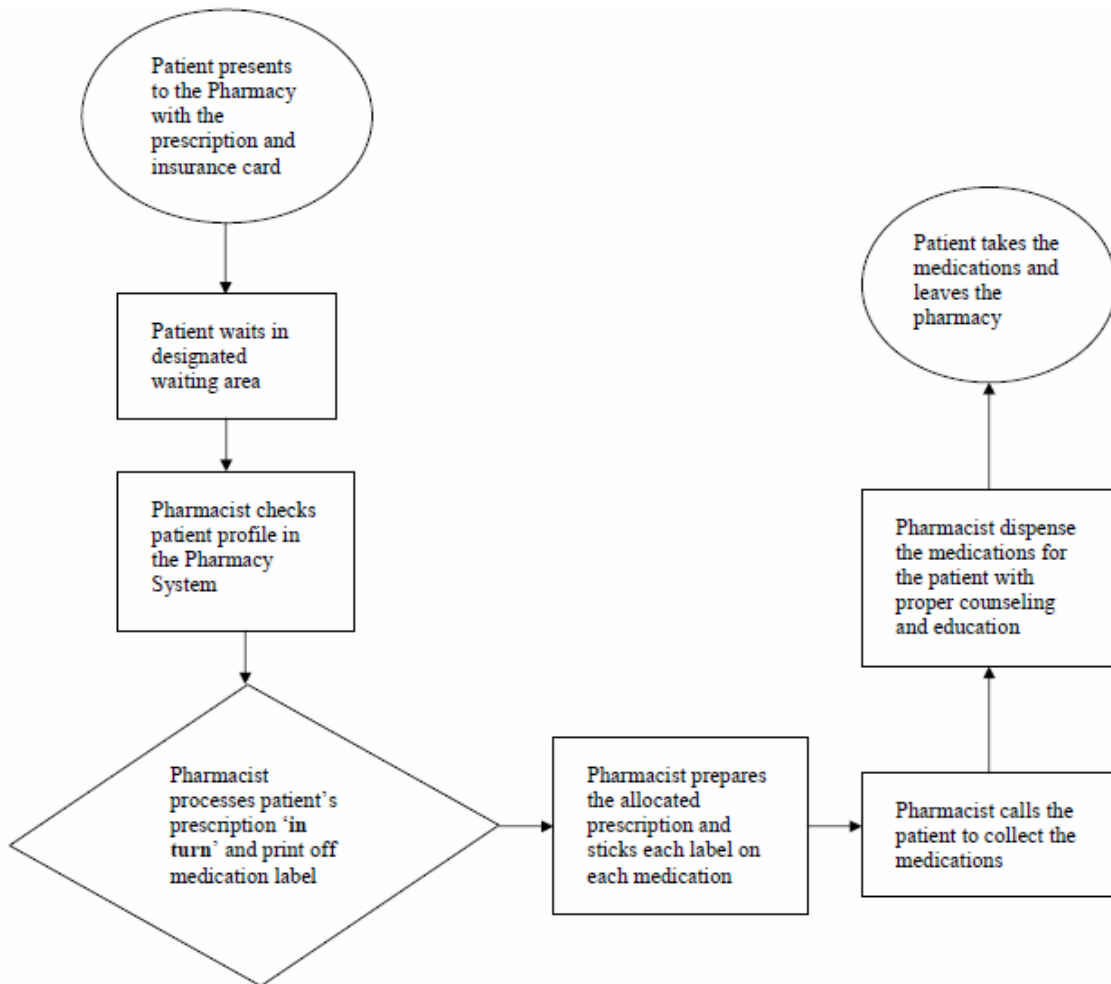 Patient presents
to the Pharmacy
with the
prescription and
insurance card
Patient waits in
designated
waiting area
Pharmacist checks
patient profile in
the Pharmacy
System
Pharmacist
processes patient’s
prescription ‘in
turn’ and print off
medication label
Pharmacist prepares
the allocated
prescription and
sticks each label on
each medication
Pharmacist calls the
patient to collect the
medications
Pharmacist dispense
the medications for
the patient with
proper counseling
and education
Patient takes the
medications and
leaves the
pharmacy